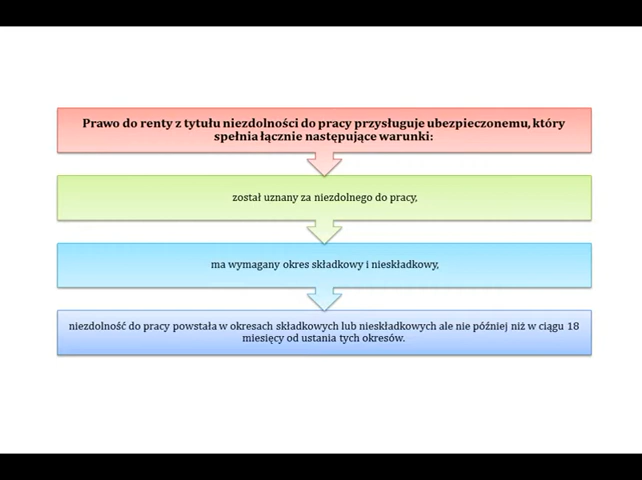 Prawo do renty z tytułu niezdolności do pracy przysługuje ubezpieczonemu, który
spełnia łącznie następujące warunki:
został uznany za niezdolnego do pracy,
ma wymagany okres składkowy i nieskładkowy,
niezdolność do pracy powstała w okresach składkowych lub nieskładkowych ale nie później niż w ciągu 18
miesięcy od ustania tych okresów.